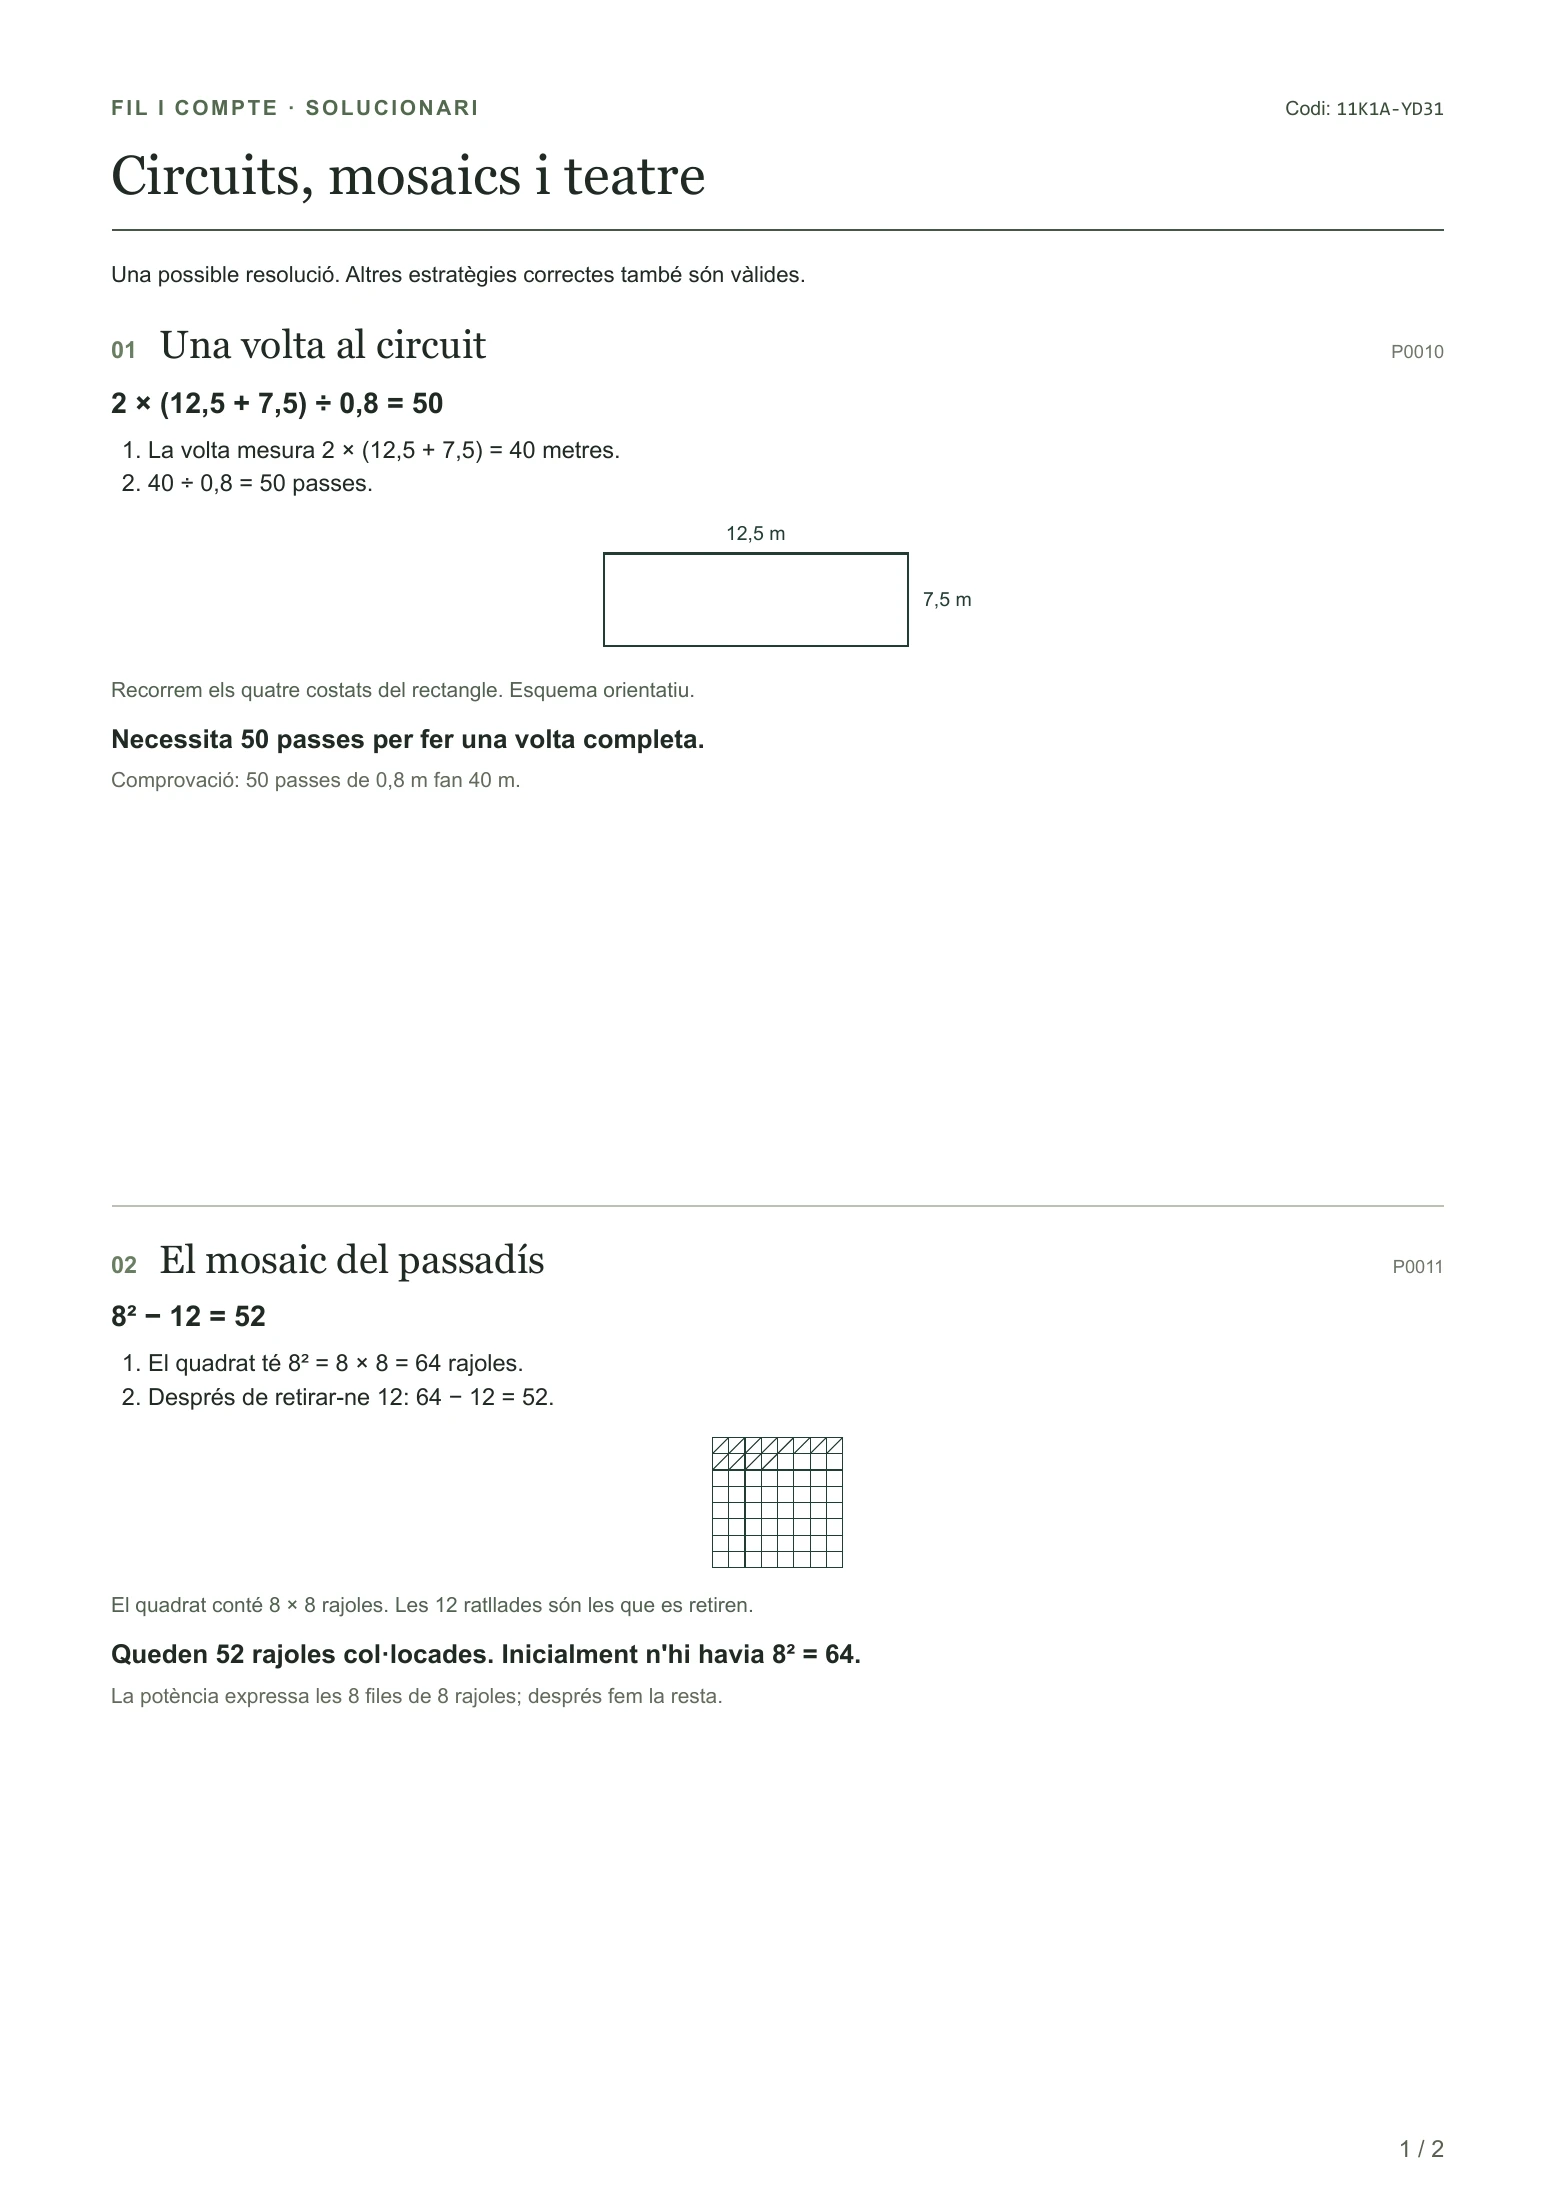 FIL I COMPTE · SOLUCIONARI
Codi: 11K1A-YD31
Circuits, mosaics i teatre
Una possible resolució. Altres estratègies correctes també són vàlides.
01 Una volta al circuit
P0010
2 × (12,5 + 7,5) ÷ 0,8 = 50
1. La volta mesura 2 × (12,5 + 7,5) = 40 metres.
2. 40 ÷ 0,8 = 50 passes.
12,5 m
7,5 m
Recorrem els quatre costats del rectangle. Esquema orientatiu.
Necessita 50 passes per fer una volta completa.
Comprovació: 50 passes de 0,8 m fan 40 m.
02 El mosaic del passadís
P0011
8² − 12 = 52
1. El quadrat té 8² = 8 × 8 = 64 rajoles.
2. Després de retirar-ne 12: 64 − 12 = 52.
El quadrat conté 8 × 8 rajoles. Les 12 ratllades són les que es retiren.
Queden 52 rajoles col·locades. Inicialment n'hi havia 8² = 64.
La potència expressa les 8 files de 8 rajoles; després fem la resta.
1 / 2